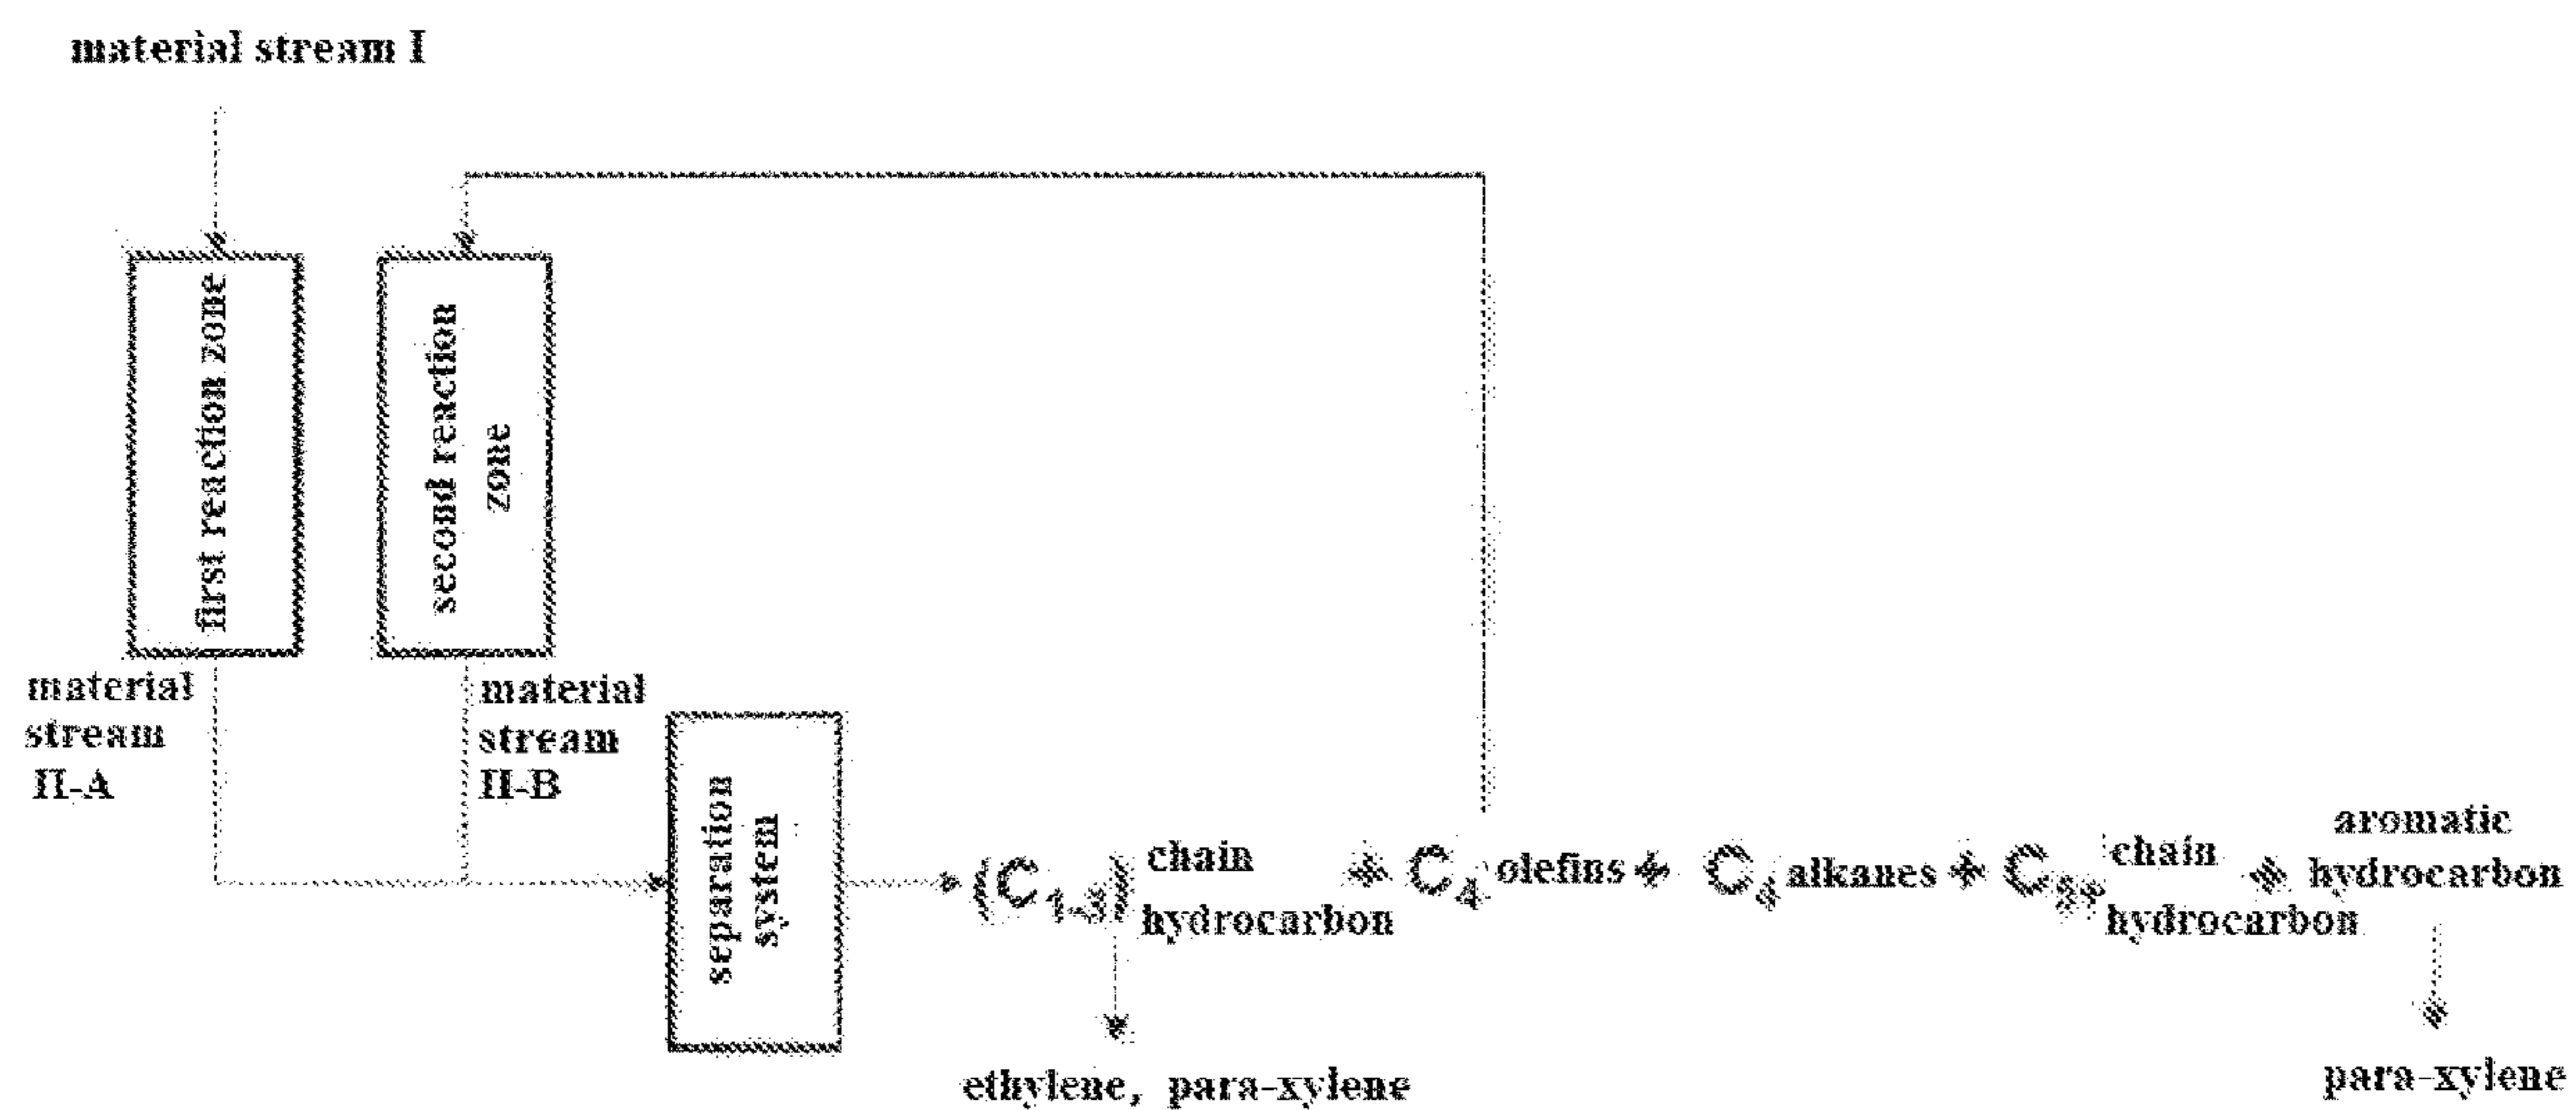 material stream I
first reaction zone
second reaction
zone
material
stream
II-A
material
stream
II-B
separation
system
(C1-3)
chain
hydrocarbon
+ C4 olefins + C4 alkanes + C5+
chain
hydrocarbon
+
aromatic
hydrocarbon
ethylene, para-xylene
para-xylene